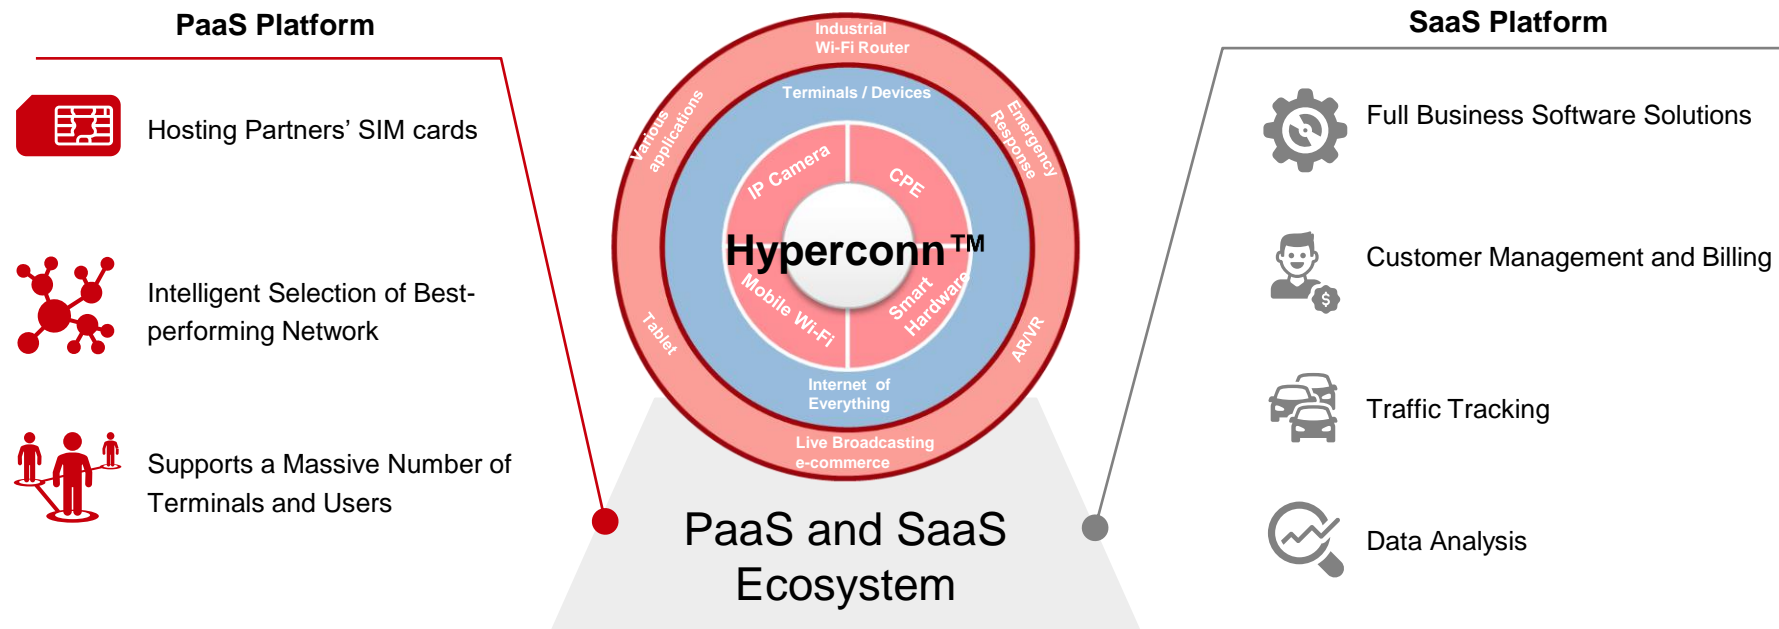 PaaS Platform
Hosting Partners’ SIM cards
Intelligent Selection of Best-
performing Network
Supports a Massive Number of
Terminals and Users
Industrial
Wi-Fi Router
Various
applications
Emergency
Response
Terminals / Devices
IP Camera
CPE
Hyperconn™
Mobile Wi-Fi
Smart
Hardware
Tablet
AR/VR
Internet of
Everything
Live Broadcasting
e-commerce
PaaS and SaaS
Ecosystem
SaaS Platform
Full Business Software Solutions
Customer Management and Billing
$
Traffic Tracking
Data Analysis